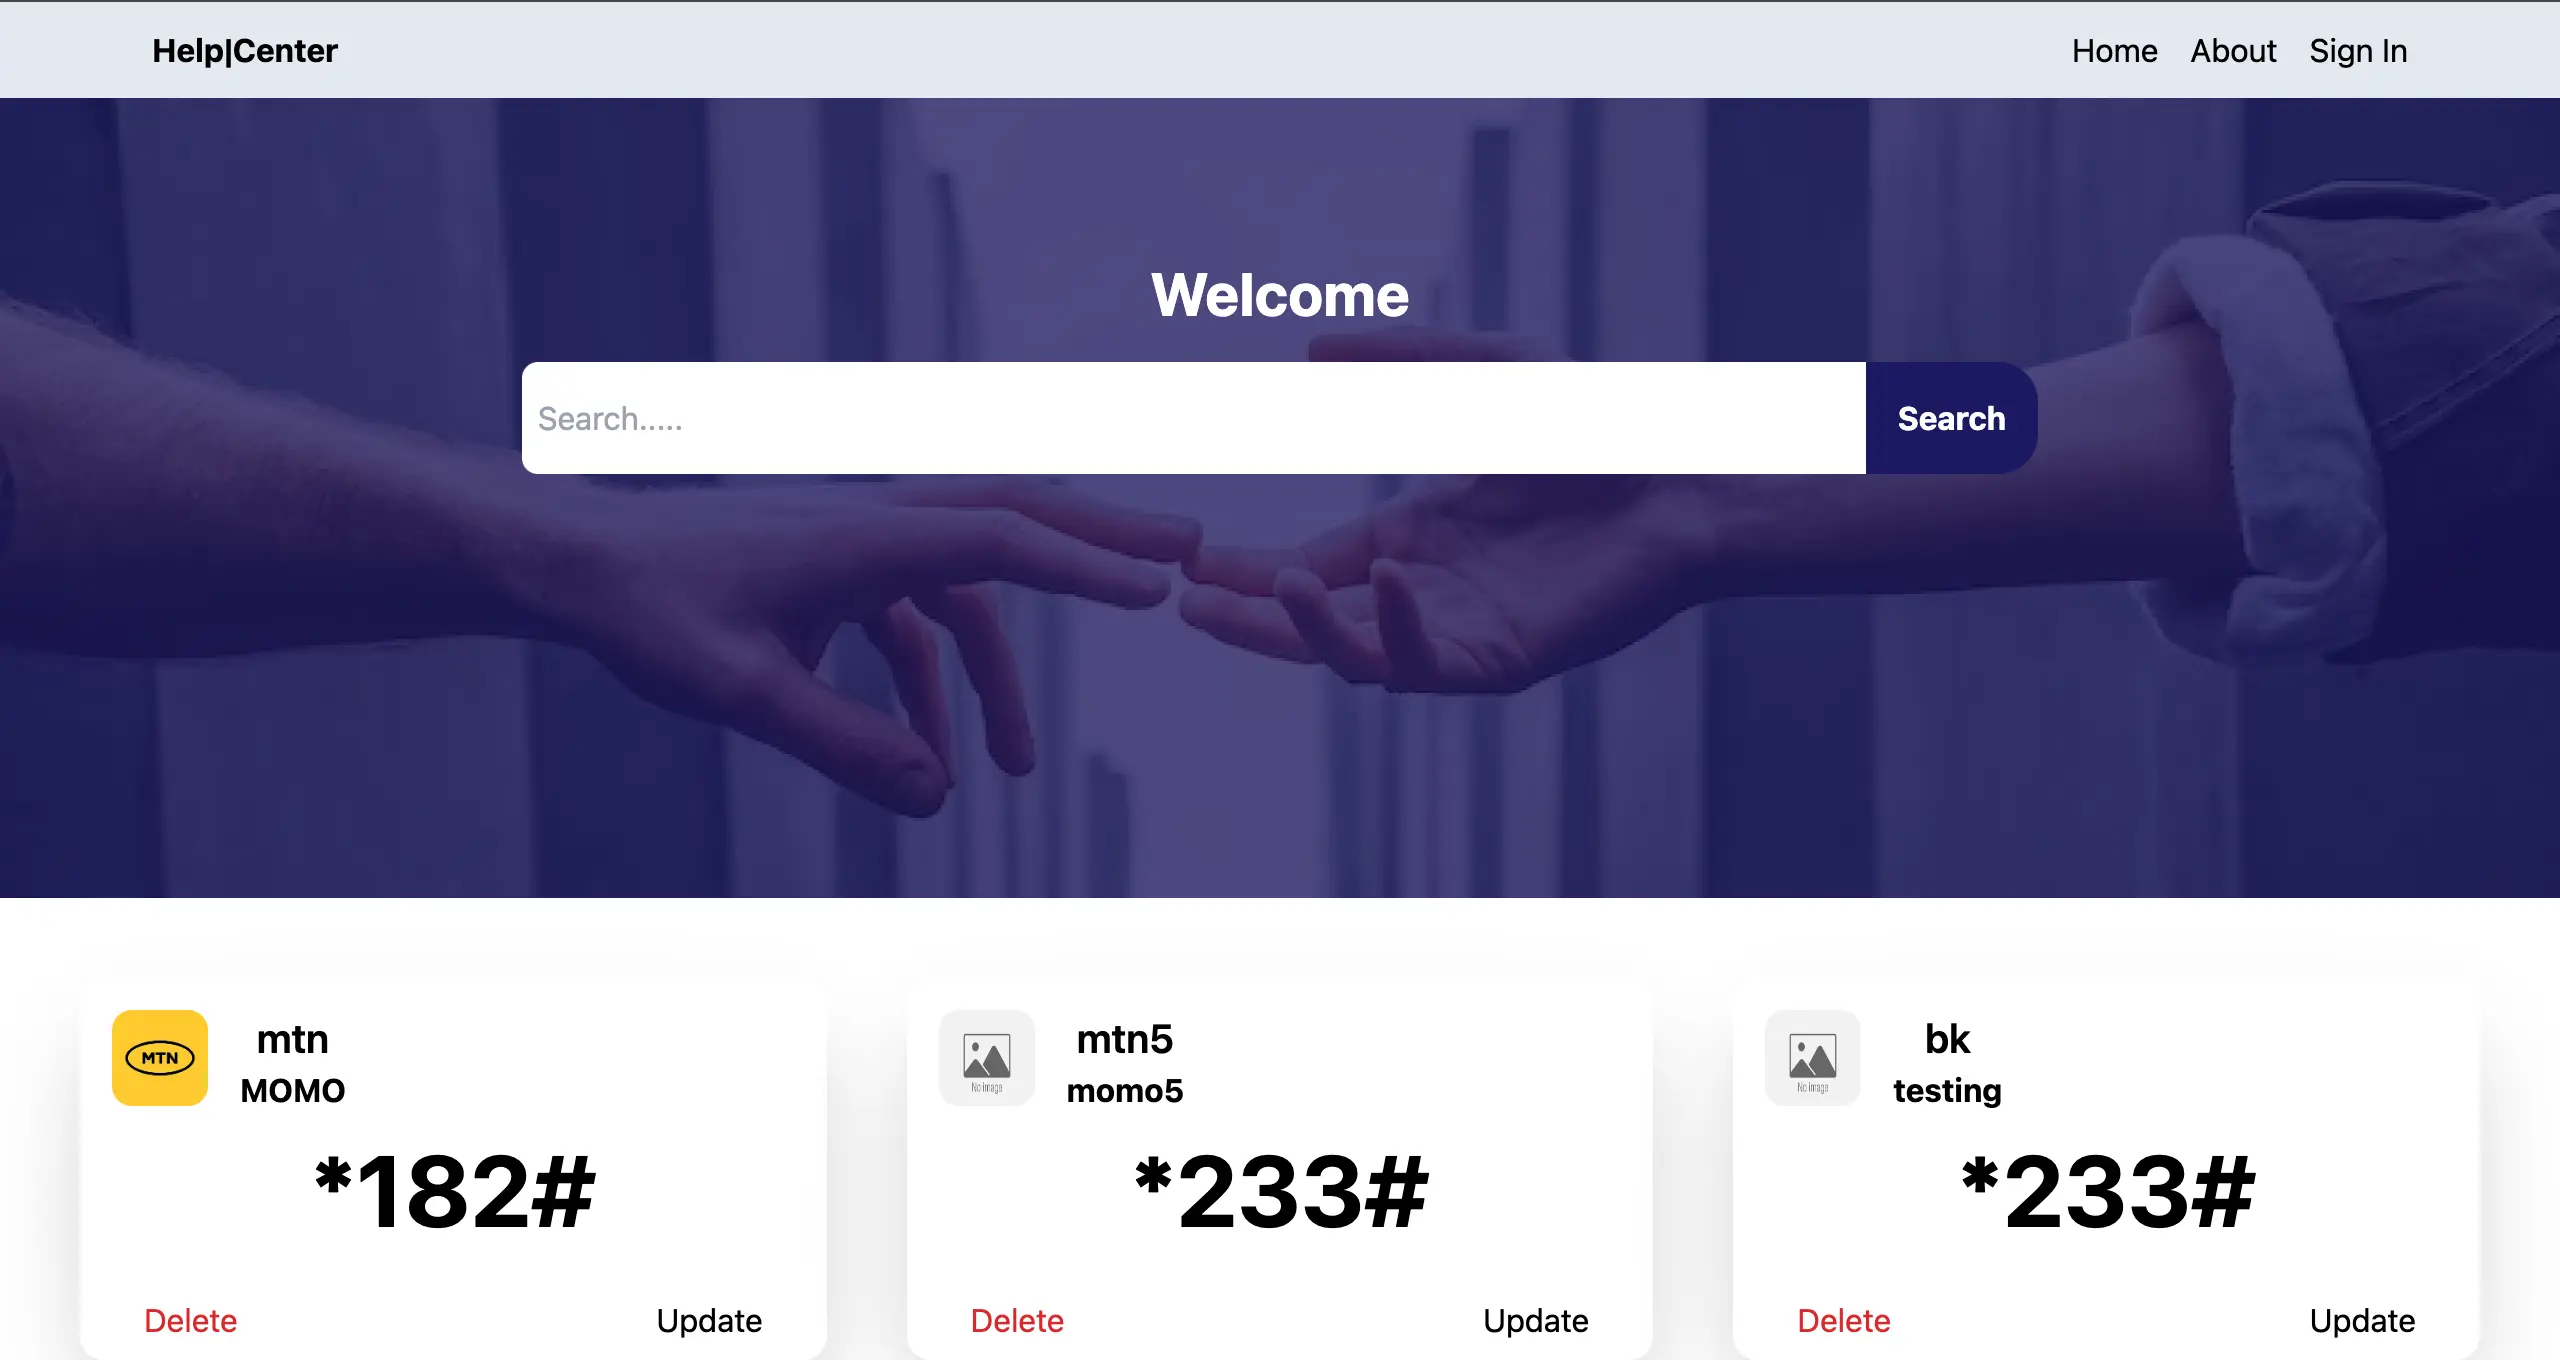 Help|Center
Home About Sign In
Welcome
Search.....
Search
MTN
mtn
MOMO
*182#
Delete
Update
No image
mtn5
momo5
*233#
Delete
Update
No image
bk
testing
*233#
Delete
Update